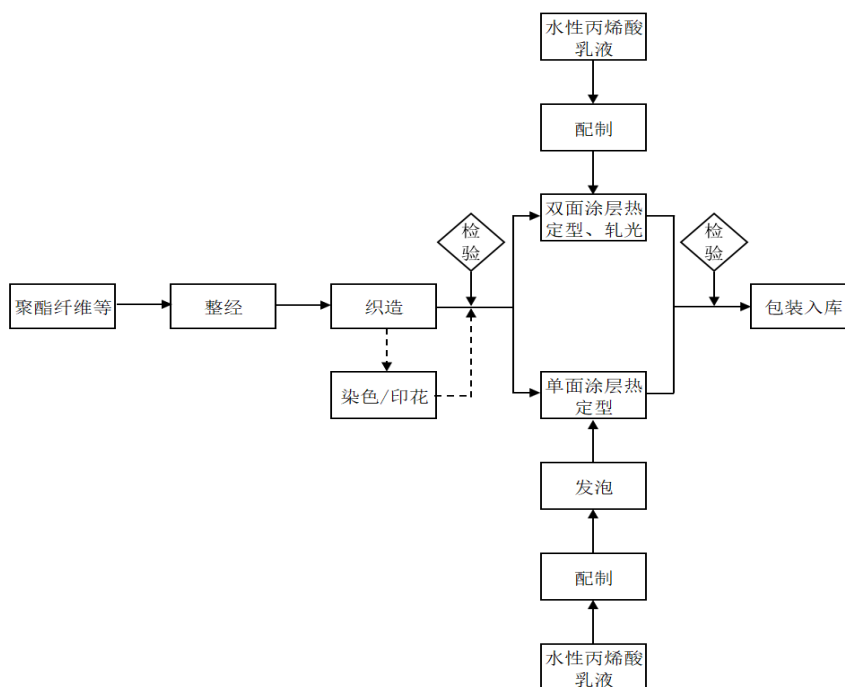 水性丙烯酸
乳液
配制
双面涂层热
定型、轧光
检
验
检
验
聚酯纤维等
整经
织造
包装入库
染色/印花
单面涂层热
定型
发泡
配制
水性丙烯酸
乳液